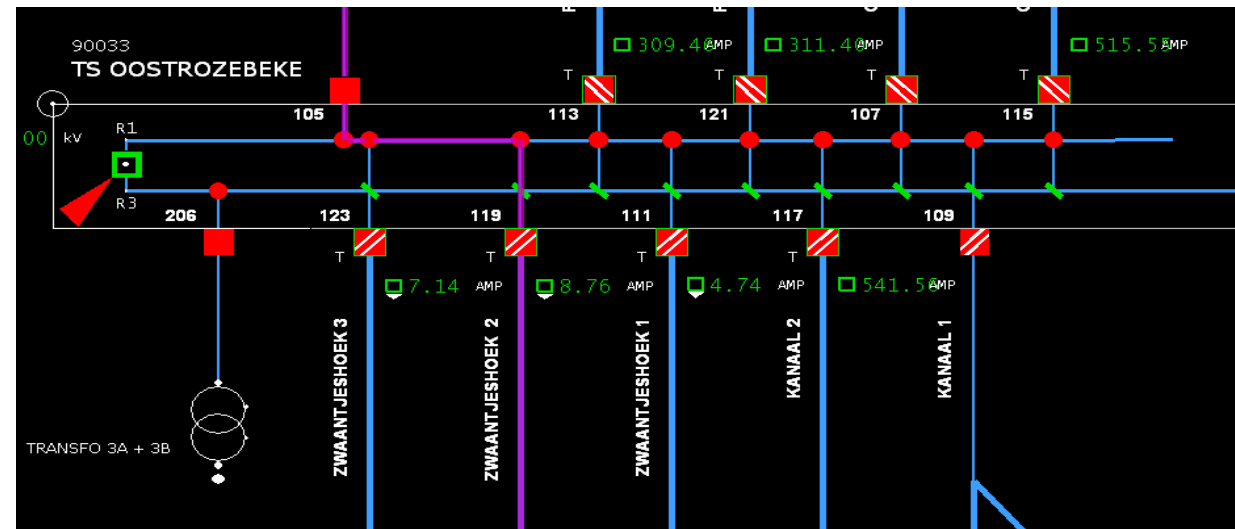 90033
TS OOSTROZEBEKE
309.40 AMP
311.40 AMP
515.55 AMP
T
T
T
T
105
113
121
107
115
00 kV
R1
R3
206
123
119
111
117
109
T
T
T
T
7.14 AMP
8.76 AMP
4.74 AMP
541.56 AMP
ZWAANTJESHOEK 3
ZWAANTJESHOEK 2
ZWAANTJESHOEK 1
KANAAL 2
KANAAL 1
TRANSFO 3A + 3B